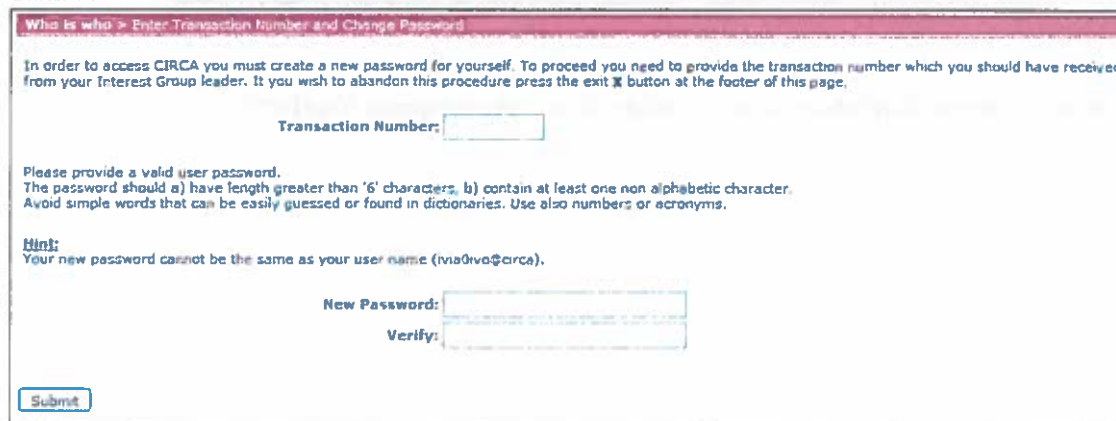 Who is who > Enter Transaction Number and Change Password
In order to access CIRCA you must create a new password for yourself. To proceed you need to provide the transaction number which you should have received
from your Interest Group leader. It you wish to abandon this procedure press the exit X button at the footer of this page.
Transaction Number:
Please provide a valid user password.
The password should a) have length greater than '6' characters, b) contain at least one non alphabetic character.
Avoid simple words that can be easily guessed or found in dictionaries. Use also numbers or acronyms.
Hint:
Your new password cannot be the same as your user name
New Password:
Verify:
Submit